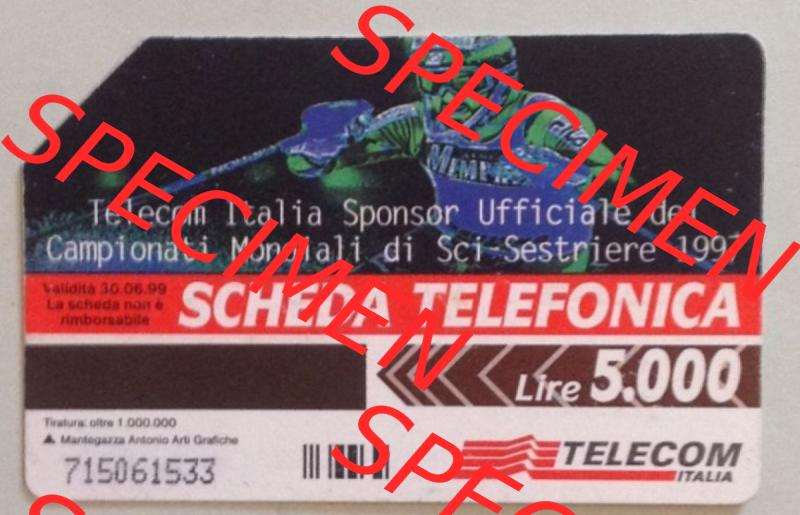 SPECIMEN
SPECIMEN
MEMPHIS
Telecom Italia Sponsor Ufficiale dei
Campionati Mondiali di Sci-Sestriere 1997
Validità 30.06.99
La scheda non è
rimborsabile
SCHEDA TELEFONICA
Lire 5.000
Tiratura: oltre 1.000.000
▲ Mantegazza Antonio Arti Grafiche
715061533
TELECOM
ITALIA